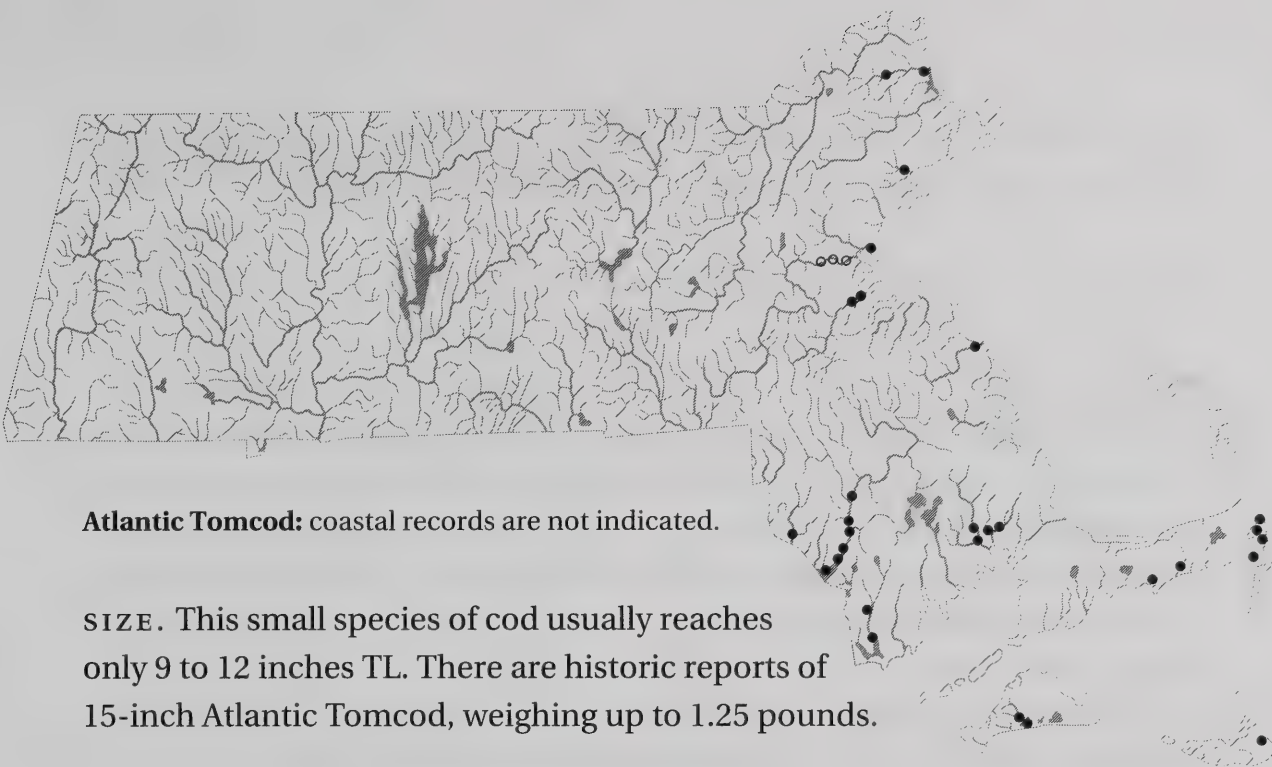 Atlantic Tomcod: coastal records are not indicated.
SIZE. This small species of cod usually reaches
only 9 to 12 inches TL. There are historic reports of
15-inch Atlantic Tomcod, weighing up to 1.25 pounds.